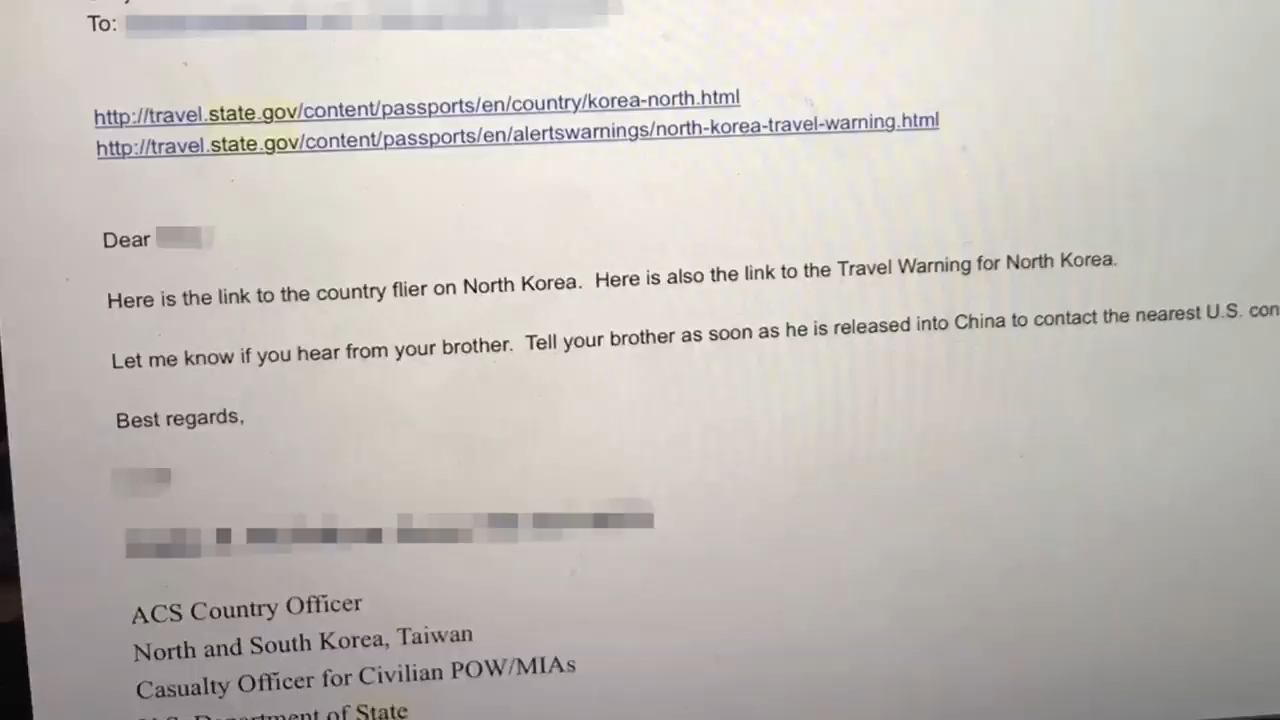 To:
http://travel.state.gov/content/passports/en/country/korea-north.html
http://travel.state.gov/content/passports/en/alertswarnings/north-korea-travel-warning.html
Dear
Here is the link to the country flier on North Korea.  Here is also the link to the Travel Warning for North Korea.
Let me know if you hear from your brother.  Tell your brother as soon as he is released into China to contact the nearest U.S. con
Best regards,
ACS Country Officer
North and South Korea, Taiwan
Casualty Officer for Civilian POW/MIAs
U.S. Department of State